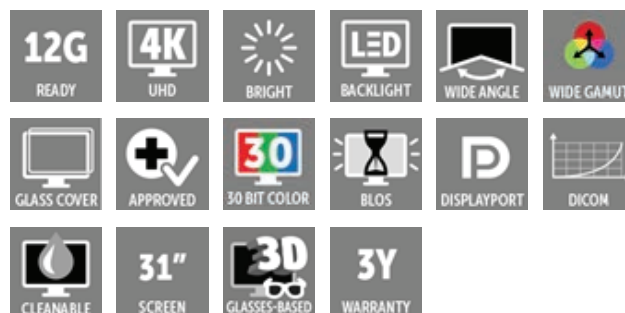 12G
READY
4K
UHD
BRIGHT
LED
BACKLIGHT
WIDE ANGLE
WIDE GAMUT
GLASS COVER
APPROVED
30
30 BIT COLOR
BLOS
DISPLAYPORT
DICOM
CLEANABLE
31"
SCREEN
3D
GLASSES-BASED
3Y
WARRANTY